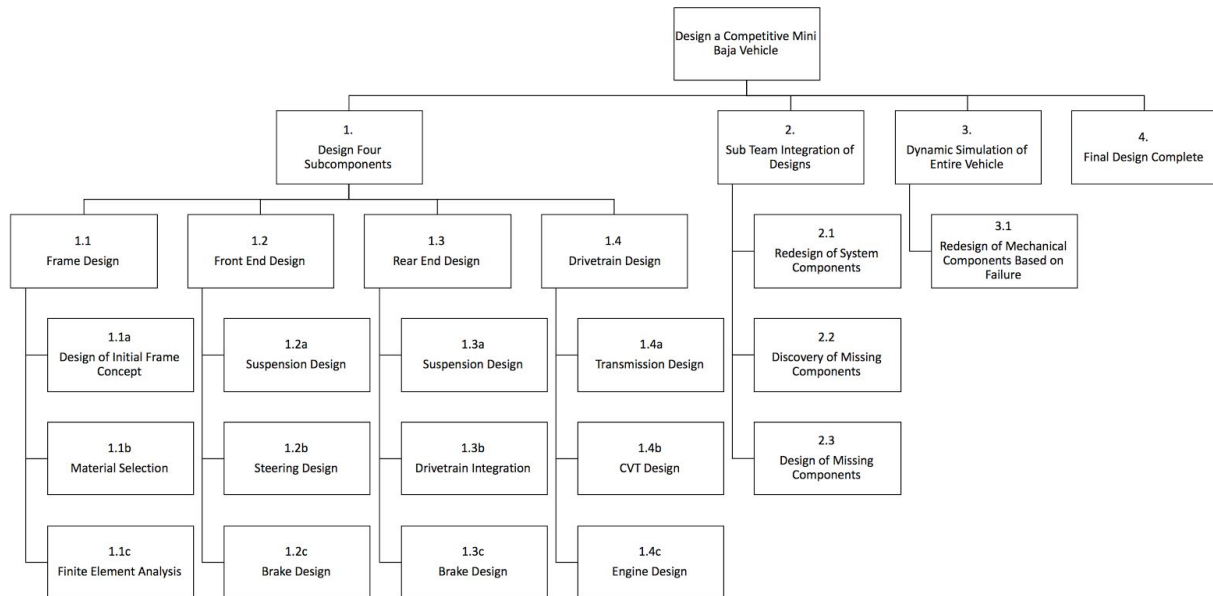 Design a Competitive Mini
Baja Vehicle
1.
Design Four
Subcomponents
2.
Sub Team Integration of
Designs
3.
Dynamic Simulation of
Entire Vehicle
4.
Final Design Complete
1.1
Frame Design
1.2
Front End Design
1.3
Rear End Design
1.4
Drivetrain Design
2.1
Redesign of System
Components
3.1
Redesign of Mechanical
Components Based on
Failure
1.1a
Design of Initial Frame
Concept
1.2a
Suspension Design
1.3a
Suspension Design
1.4a
Transmission Design
2.2
Discovery of Missing
Components
1.1b
Material Selection
1.2b
Steering Design
1.3b
Drivetrain Integration
1.4b
CVT Design
2.3
Design of Missing
Components
1.1c
Finite Element Analysis
1.2c
Brake Design
1.3c
Brake Design
1.4c
Engine Design